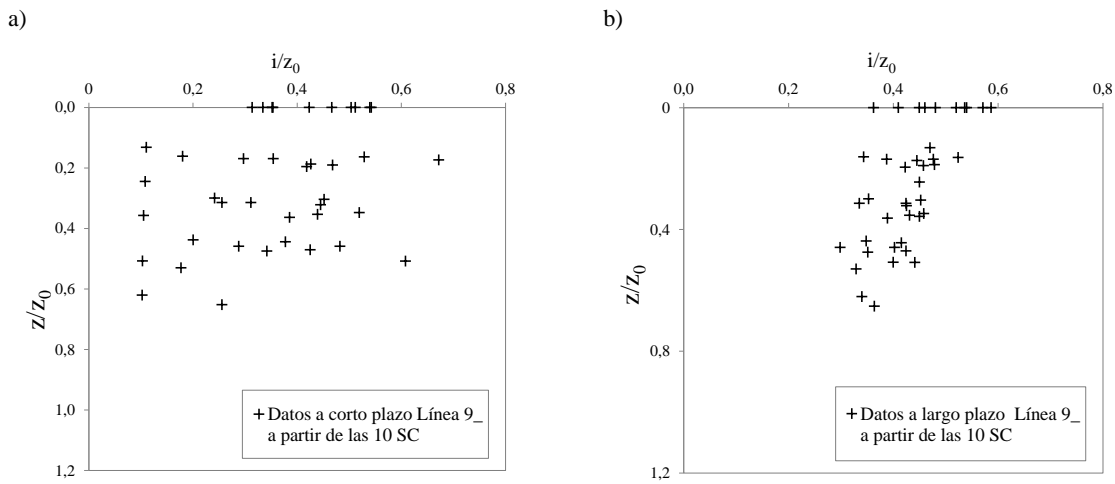 a)
i/z0
0 0,2 0,4 0,6 0,8
0,0
0,2
0,4
0,6
0,8
1,0
1,2
z/z0
+ Datos a corto plazo Línea 9_
a partir de las 10 SC
b)
i/z0
0,0 0,2 0,4 0,6 0,8
0
0,4
0,8
1,2
z/z0
+ Datos a largo plazo Línea 9_
a partir de las 10 SC